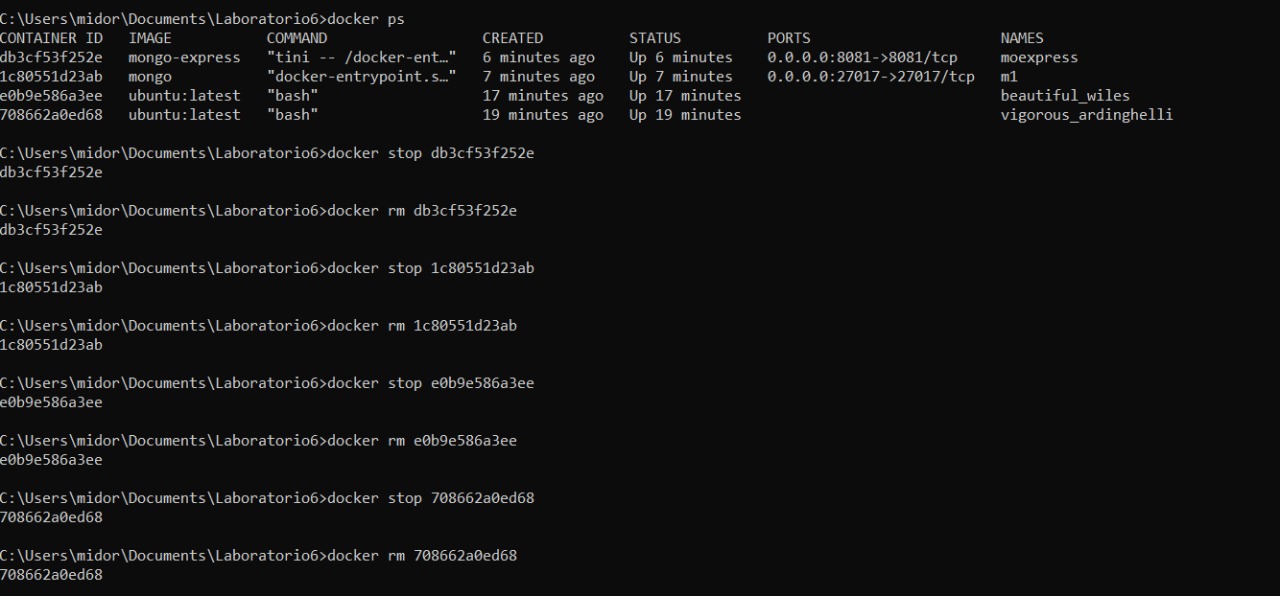 C:\Users\midor\Documents\Laboratorio6>docker ps
CONTAINER ID   IMAGE           COMMAND                  CREATED          STATUS          PORTS                      NAMES
db3cf53f252e   mongo-express   "tini -- /docker-ent…"   6 minutes ago    Up 6 minutes    0.0.0.0:8081->8081/tcp     moexpress
1c80551d23ab   mongo           "docker-entrypoint.s…"   7 minutes ago    Up 7 minutes    0.0.0.0:27017->27017/tcp   m1
e0b9e586a3ee   ubuntu:latest   "bash"                   17 minutes ago   Up 17 minutes                              beautiful_wiles
708662a0ed68   ubuntu:latest   "bash"                   19 minutes ago   Up 19 minutes                              vigorous_ardinghelli
C:\Users\midor\Documents\Laboratorio6>docker stop db3cf53f252e
db3cf53f252e
C:\Users\midor\Documents\Laboratorio6>docker rm db3cf53f252e
db3cf53f252e
C:\Users\midor\Documents\Laboratorio6>docker stop 1c80551d23ab
1c80551d23ab
C:\Users\midor\Documents\Laboratorio6>docker rm 1c80551d23ab
1c80551d23ab
C:\Users\midor\Documents\Laboratorio6>docker stop e0b9e586a3ee
e0b9e586a3ee
C:\Users\midor\Documents\Laboratorio6>docker rm e0b9e586a3ee
e0b9e586a3ee
C:\Users\midor\Documents\Laboratorio6>docker stop 708662a0ed68
708662a0ed68
C:\Users\midor\Documents\Laboratorio6>docker rm 708662a0ed68
708662a0ed68